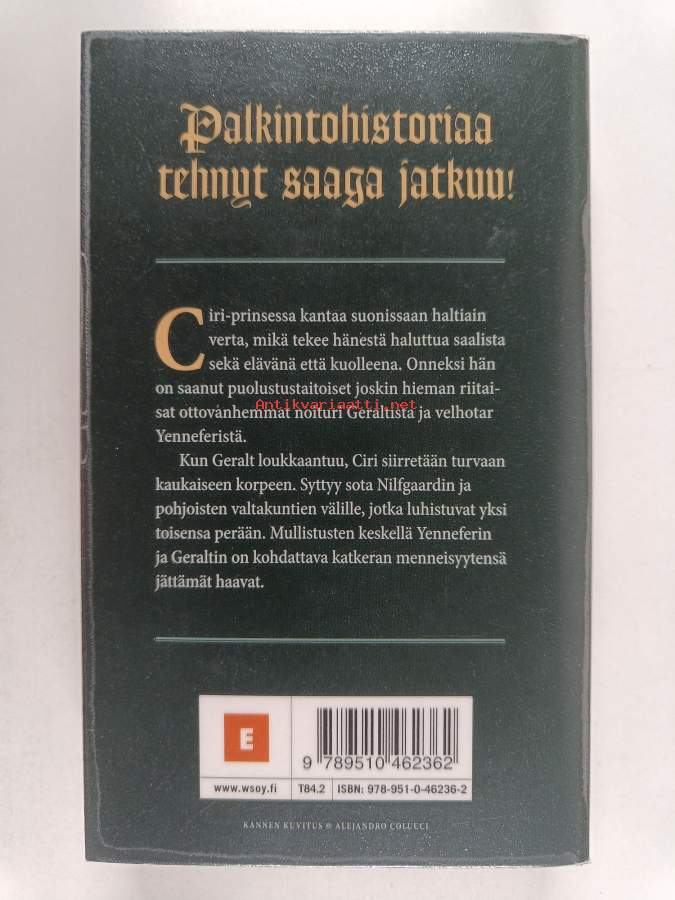 Palkintohistoriaa
tehnyt saaga jatkuu!
Ciri-prinsessa kantaa suonissaan haltiain
verta, mikä tekee hänestä haluttua saalista
sekä elävänä että kuolleena. Onneksi hän
on saanut puolustustaitoiset joskin hieman riitai-
sat ottovanhemmat noituri Geraltista ja velhotar
Antikvariaatti.net
Yenneferistä.
Kun Geralt loukkaantuu, Ciri siirretään turvaan
kaukaiseen korpeen. Syttyy sota Nilfgaardin ja
pohjoisten valtakuntien välille, jotka luhistuvat yksi
toisensa perään. Mullistusten keskellä Yenneferin
ja Geraltin on kohdattava katkeran menneisyytensä
jättämät haavat.
E
9 789510 462362
www.wsoy.fi
T84.2
ISBN: 978-951-0-46236-2
KANNEN KUVITUS © ALEJANDRO COLUCCI